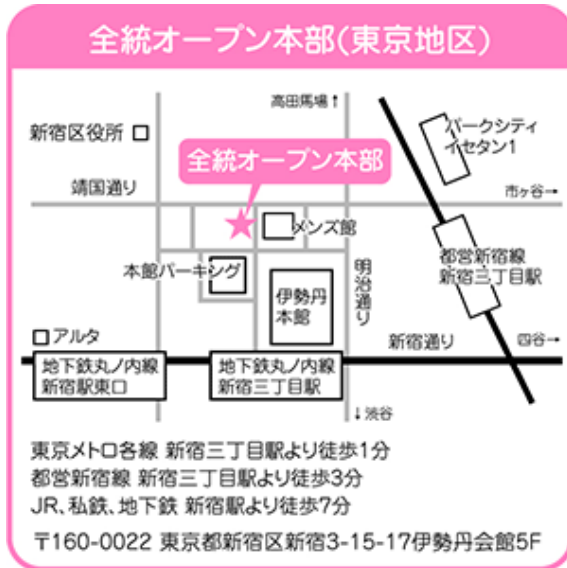 全統オープン本部(東京地区)
高田馬場↑
新宿区役所
パークシティ
イセタン1
全統オープン本部
靖国通り
市ヶ谷→
メンズ館
都営新宿線
新宿三丁目駅
本館パーキング
明治通り
伊勢丹
本館
アルタ
新宿通り
四谷→
地下鉄丸ノ内線
新宿駅東口
地下鉄丸ノ内線
新宿三丁目駅
↓渋谷
東京メトロ各線 新宿三丁目駅より徒歩1分
都営新宿線 新宿三丁目駅より徒歩3分
JR、私鉄、地下鉄 新宿駅より徒歩7分
〒160-0022 東京都新宿区新宿3-15-17伊勢丹会館5F